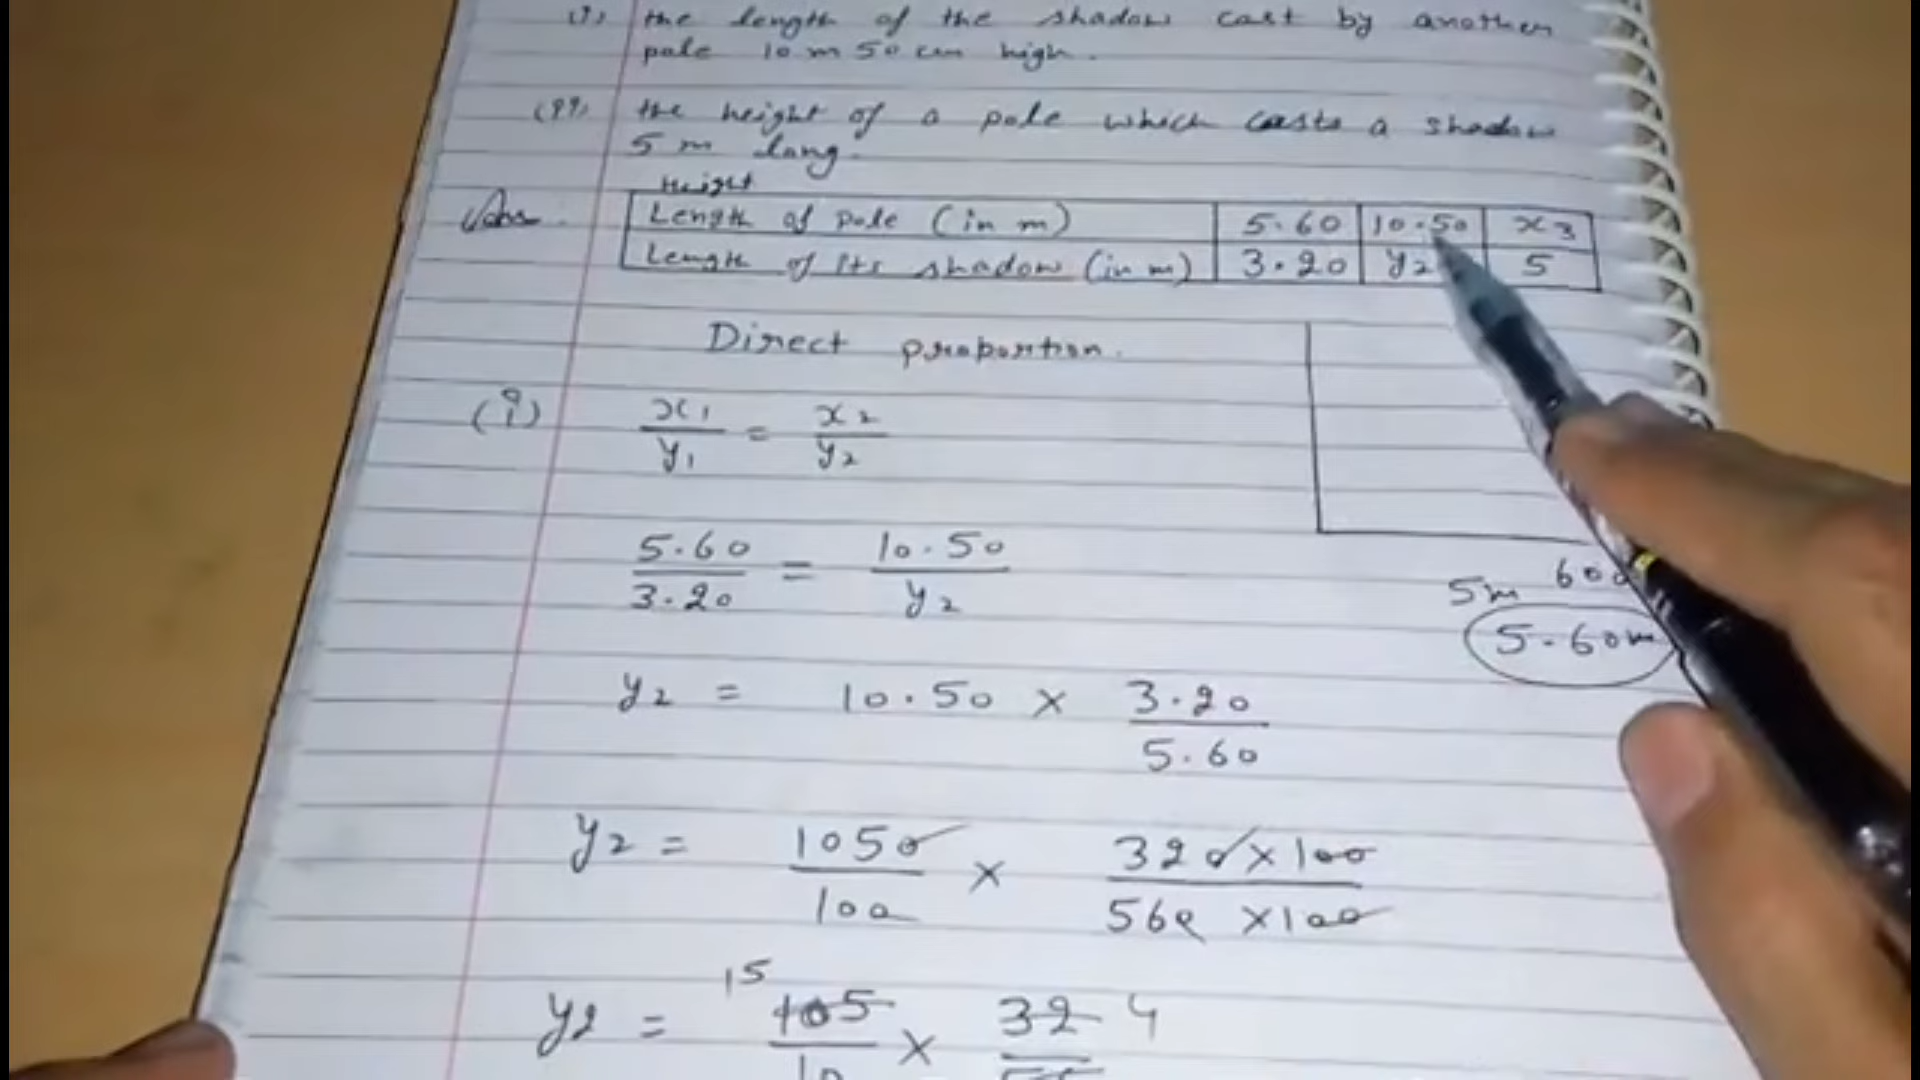 (i) the length of the shadow cast by another
pole 10 m 50 cm high.
(ii) the height of a pole which casts a shadow
5 m long.
Height
Ans.
Length of pole (in m) 5.60 10.50 x3
Length of its shadow (in m) 3.20 y2 5
Direct proportion.
(i) x1/y1 = x2/y2
5.60/3.20 = 10.50/y2
5m 60
5.60m
y2 = 10.50 × 3.20/5.60
y2 = 1050/100 × 320×100/560×100
15
y2 = 105/10 × 32 4